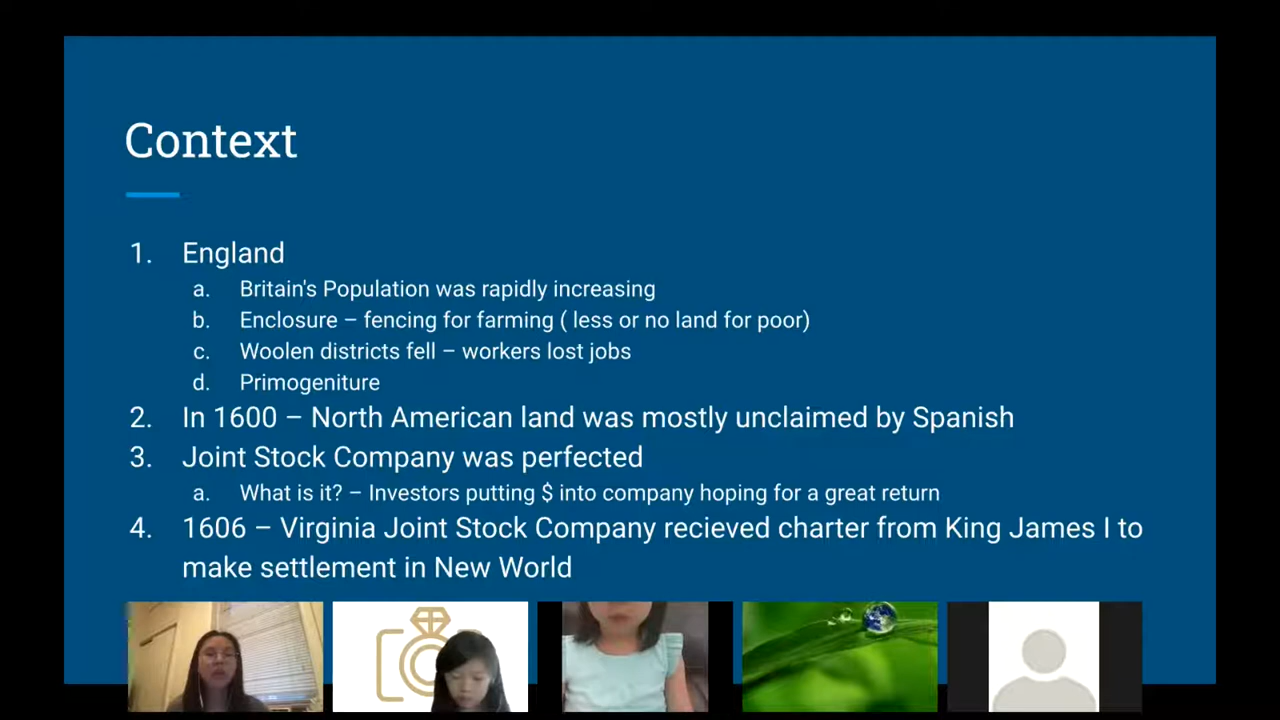 Context
1. England
a. Britain's Population was rapidly increasing
b. Enclosure – fencing for farming ( less or no land for poor)
c. Woolen districts fell – workers lost jobs
d. Primogeniture
2. In 1600 – North American land was mostly unclaimed by Spanish
3. Joint Stock Company was perfected
a. What is it? – Investors putting $ into company hoping for a great return
4. 1606 – Virginia Joint Stock Company recieved charter from King James I to
make settlement in New World